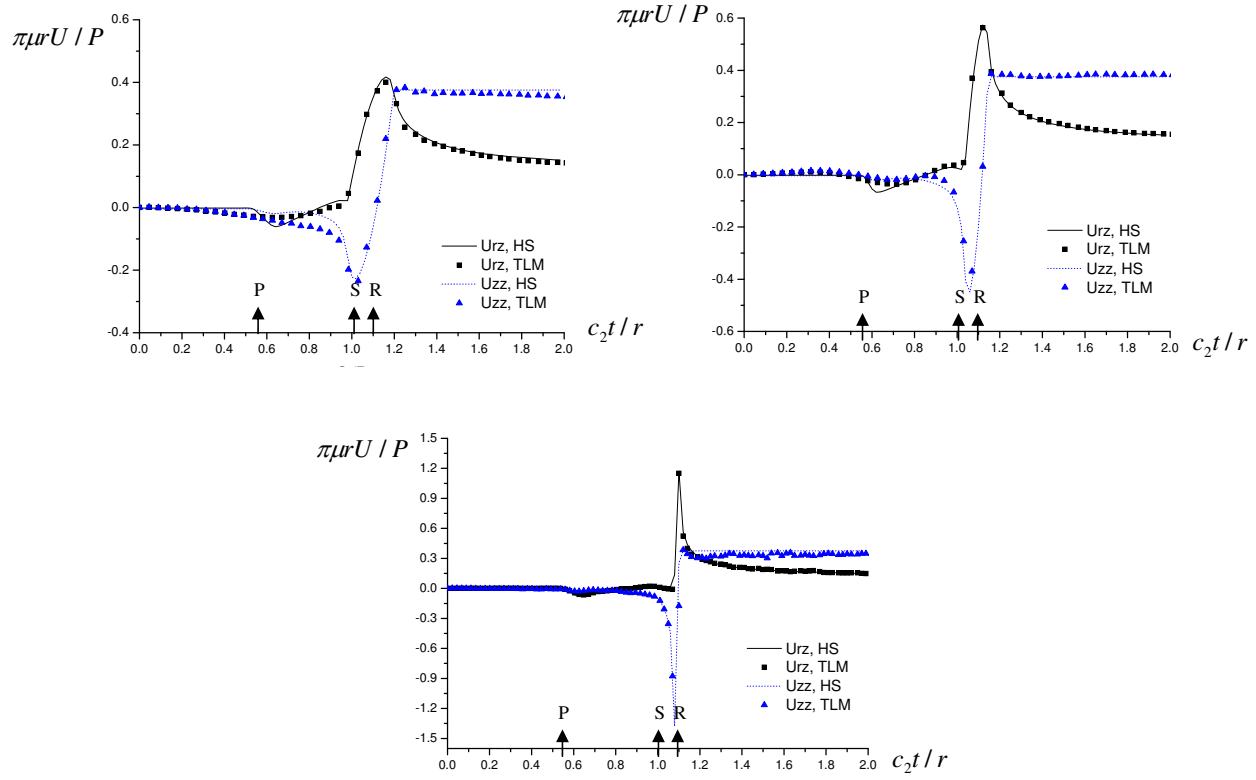 πμrU / P
0.6
0.4
0.2
0.0
-0.2
-0.4
Urz, HS
Urz, TLM
Uzz, HS
Uzz, TLM
P S R
0.0 0.2 0.4 0.6 0.8 1.0 1.2 1.4 1.6 1.8 2.0
c₂t / r
πμrU / P
0.6
0.4
0.2
0.0
-0.2
-0.4
-0.6
Urz, HS
Urz, TLM
Uzz, HS
Uzz, TLM
P S R
0.0 0.2 0.4 0.6 0.8 1.0 1.2 1.4 1.6 1.8 2.0
c₂t / r
πμrU / P
1.5
1.2
0.9
0.6
0.3
0.0
-0.3
-0.6
-0.9
-1.2
-1.5
Urz, HS
Urz, TLM
Uzz, HS
Uzz, TLM
P S R
0.0 0.2 0.4 0.6 0.8 1.0 1.2 1.4 1.6 1.8 2.0
c₂t / r